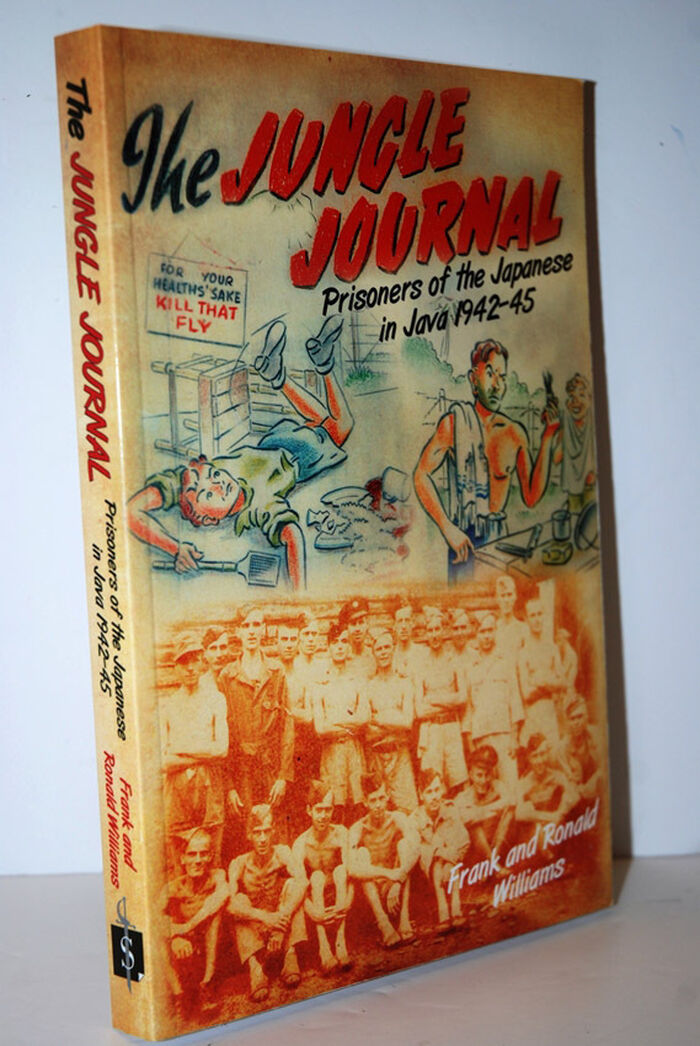 The JUNGLE JOURNAL Prisoners of the Japanese
in Java 1942-45
Frank and
Ronald Williams
S
The JUNGLE
JOURNAL
Prisoners of the Japanese
in Java 1942-45
FOR YOUR
HEALTHS' SAKE
KILL THAT
FLY
Frank and Ronald
Williams